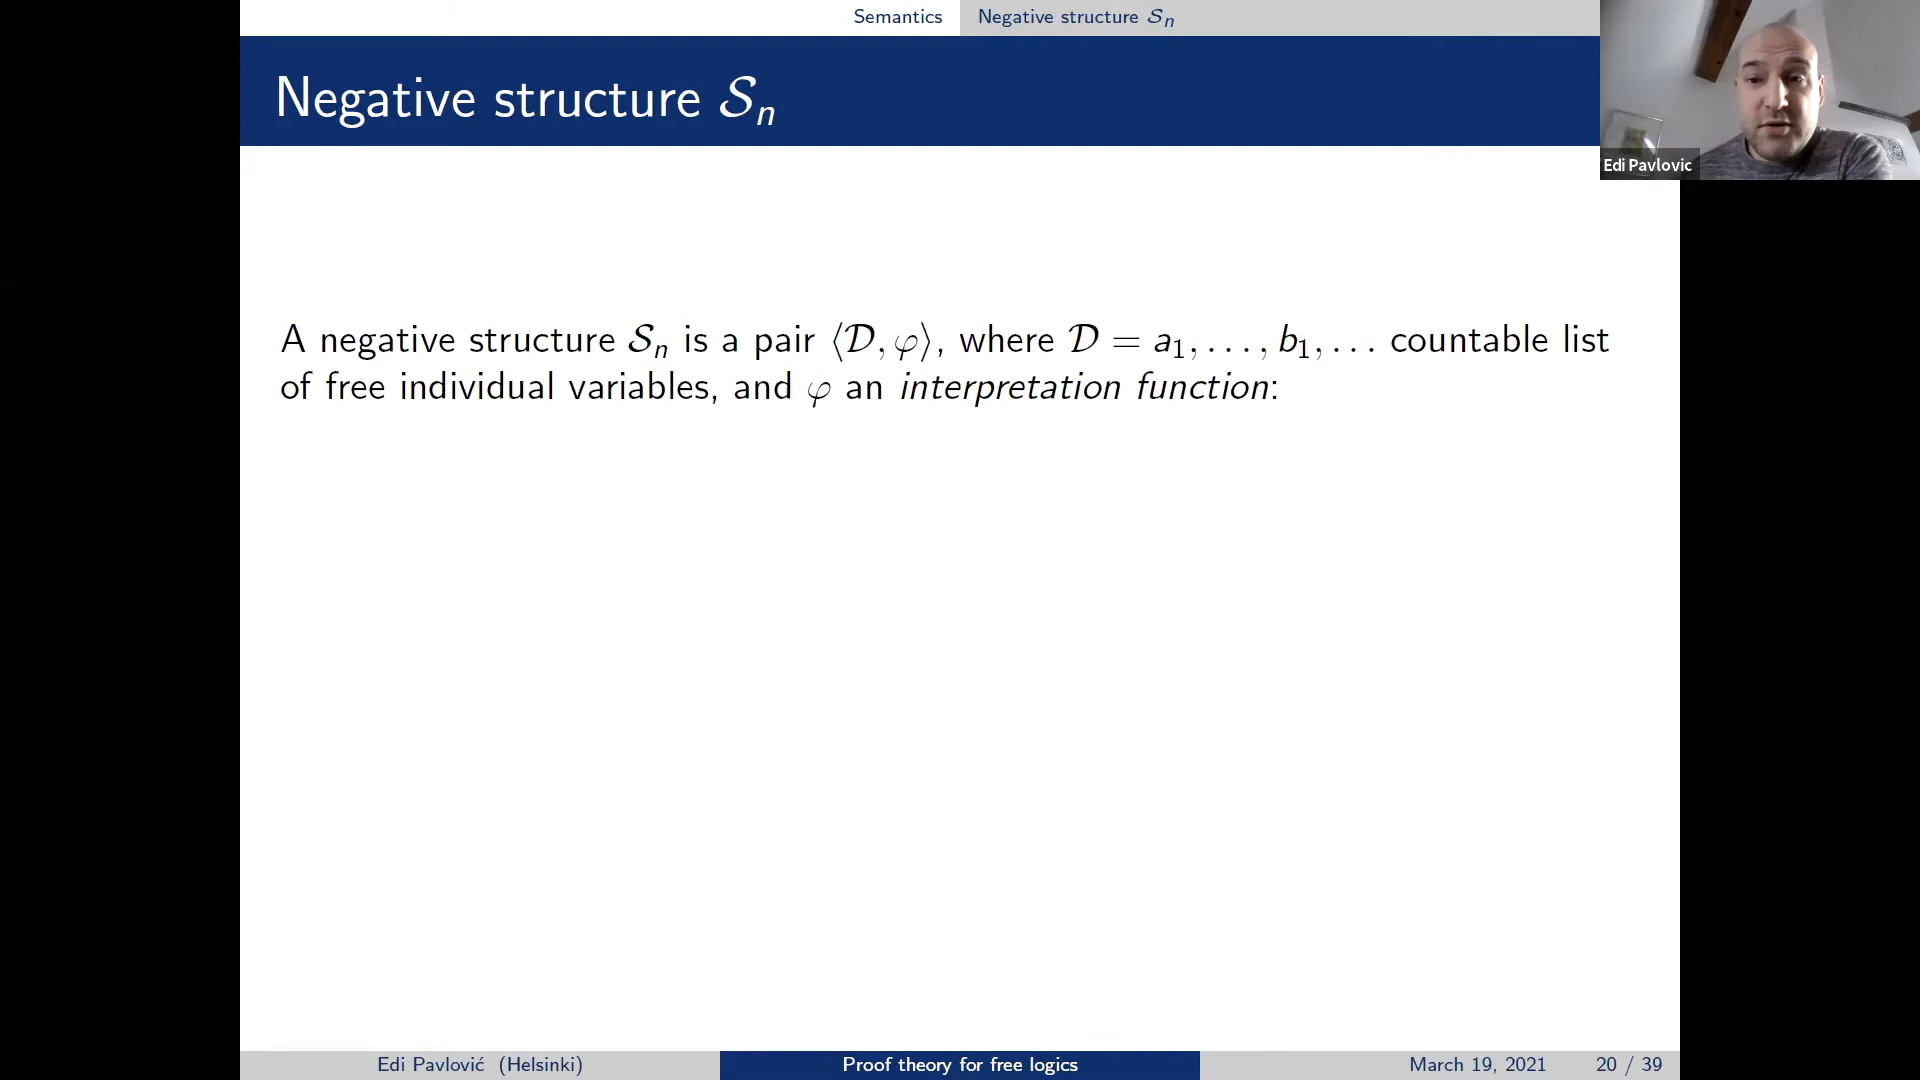 Semantics Negative structure 𝒮ₙ
Negative structure 𝒮ₙ
Edi Pavlovic
A negative structure 𝒮ₙ is a pair ⟨𝒟, φ⟩, where 𝒟 = a₁, . . . , b₁, . . . countable list
of free individual variables, and φ an interpretation function:
Edi Pavlović (Helsinki) Proof theory for free logics March 19, 2021 20 / 39